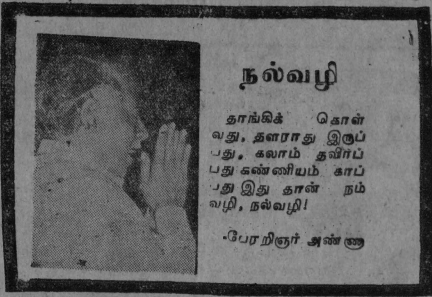 நல்வழி
தாங்கிக் கொள்
வது, தளராது இருப்
பது, கலாம் தவிர்ப்
பது கண்ணியம் காப்
பது இது தான் நம்
வழி, நல்வழி!
-பேரறிஞர் அண்ணா